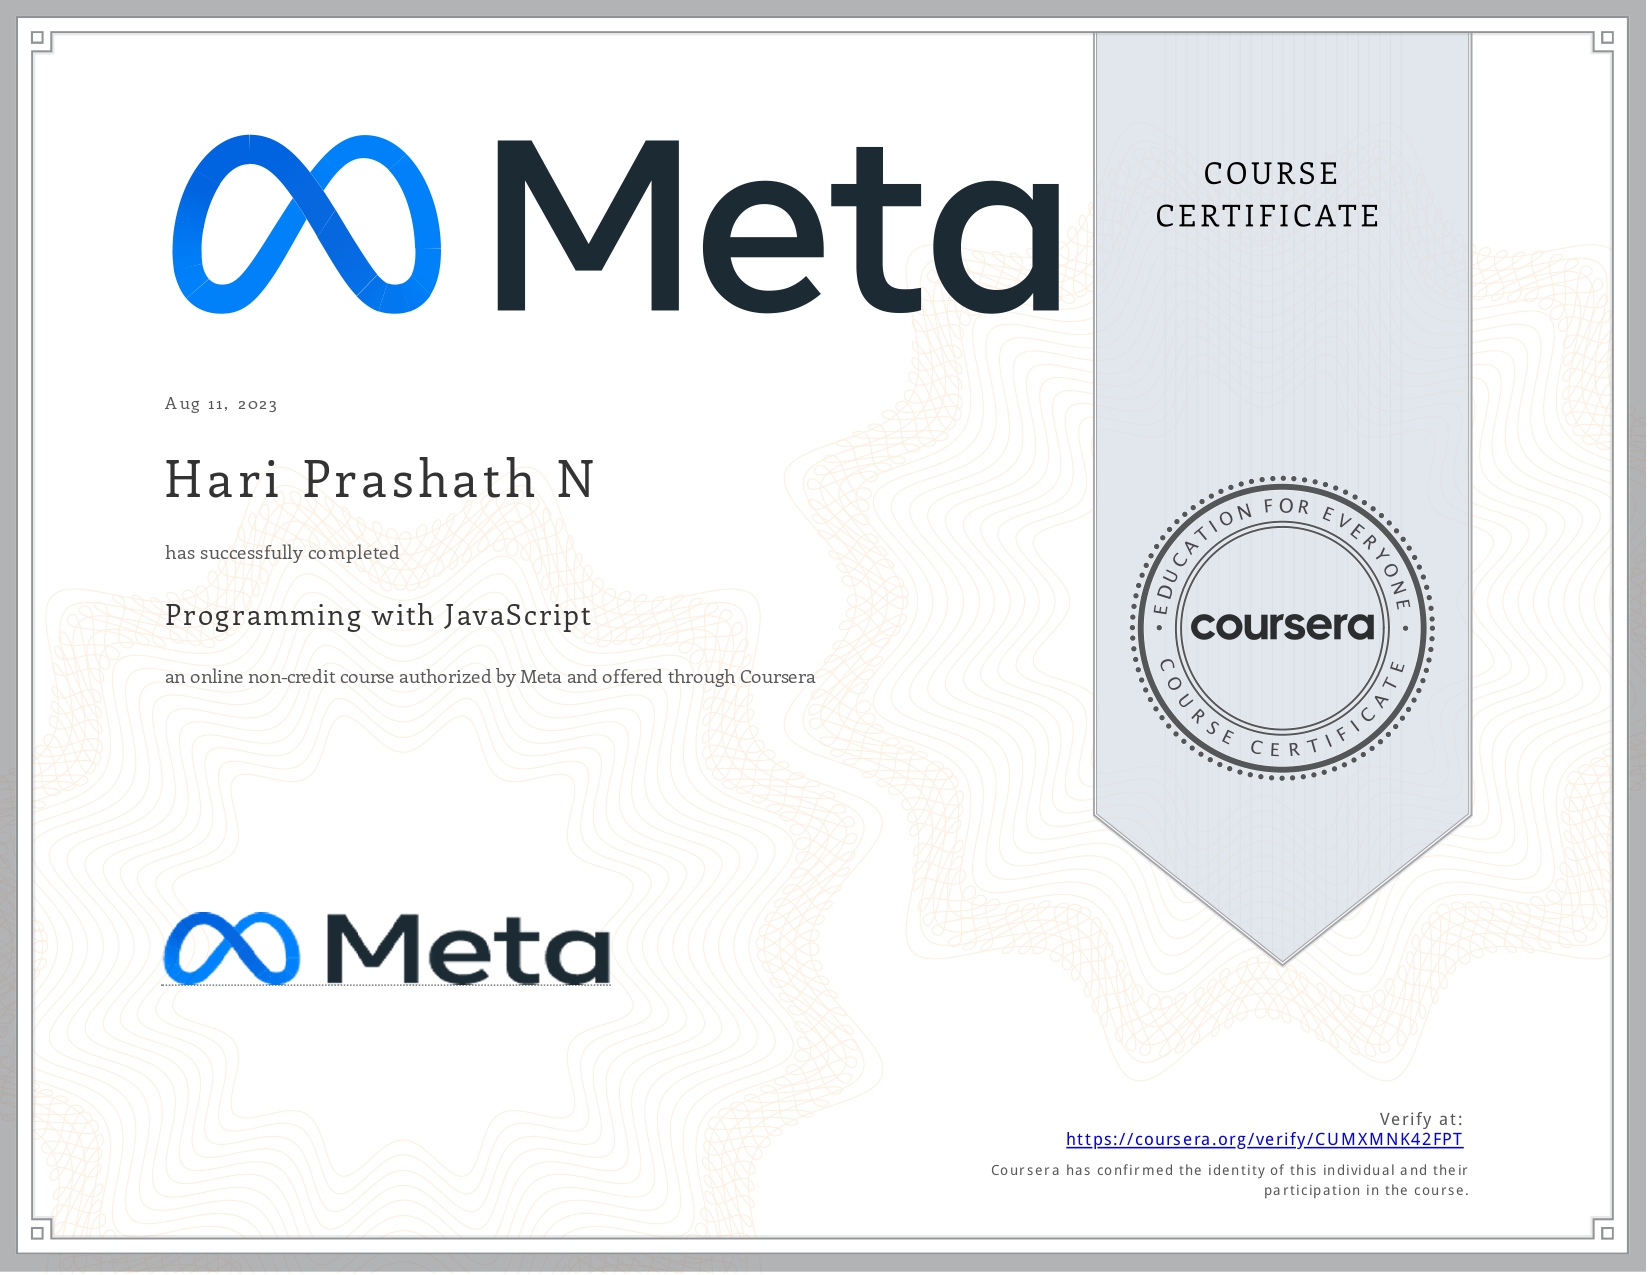 Meta
COURSE
CERTIFICATE
Aug 11, 2023
Hari Prashath N
has successfully completed
Programming with JavaScript
an online non-credit course authorized by Meta and offered through Coursera
EDUCATION FOR EVERYONE
coursera
COURSE CERTIFICATE
Meta
Verify at:
https://coursera.org/verify/CUMXMNK42FPT
Coursera has confirmed the identity of this individual and their
participation in the course.